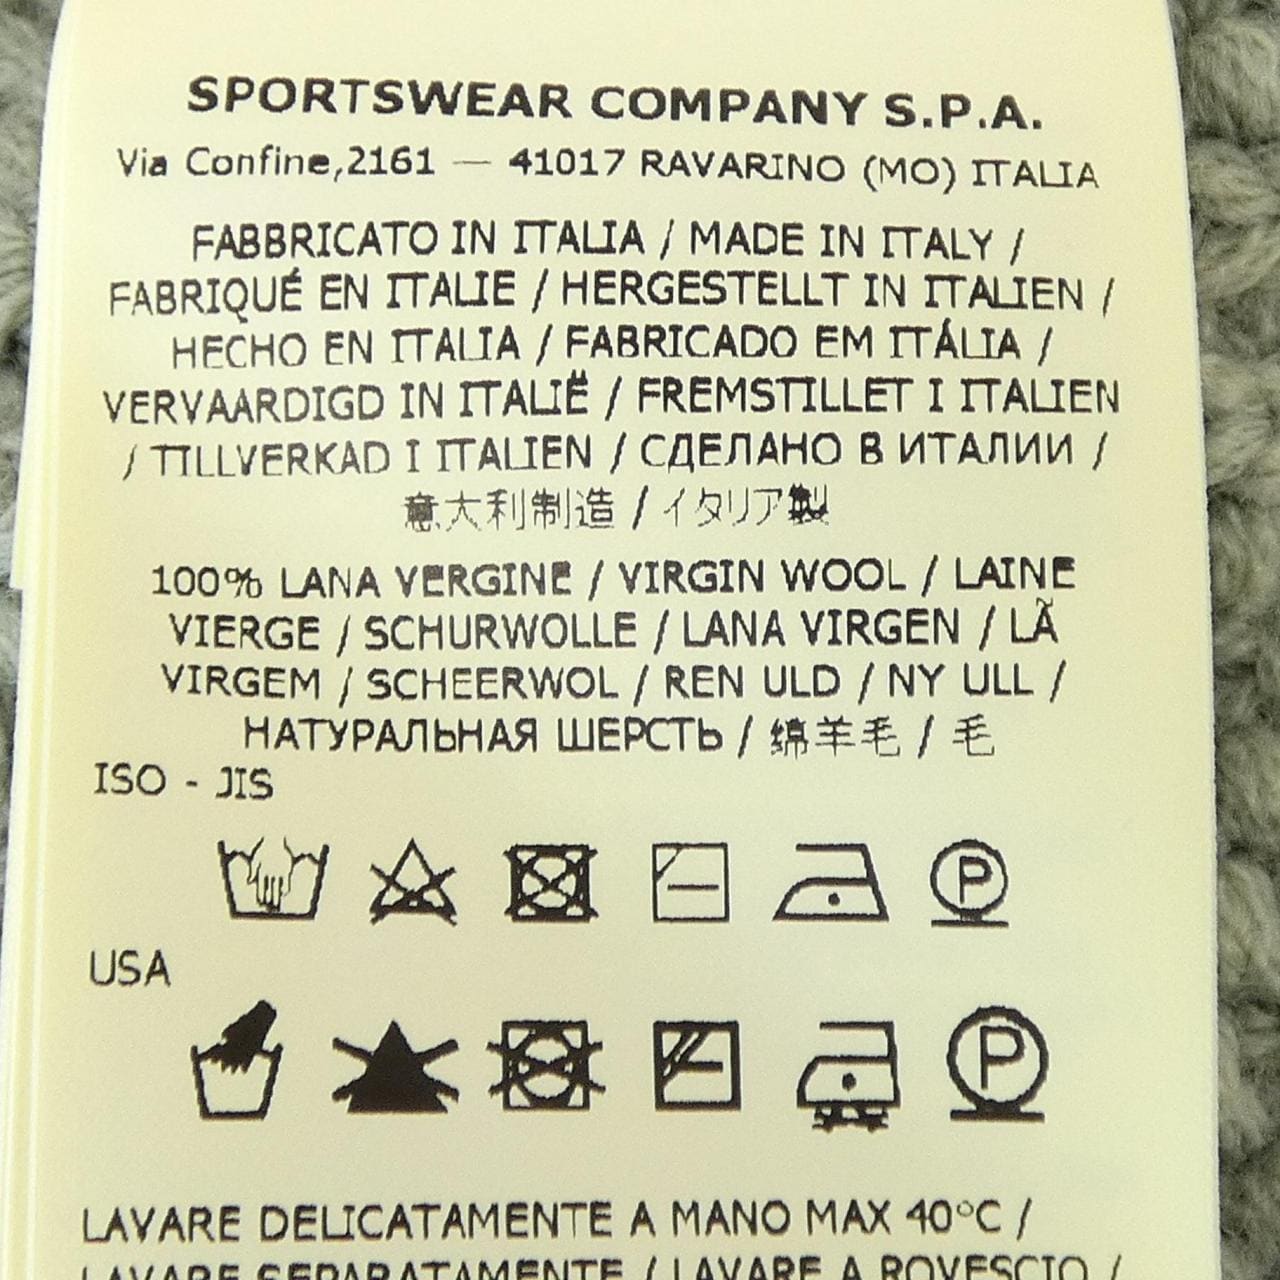 SPORTSWEAR COMPANY S.P.A.
Via Confine,2161 — 41017 RAVARINO (MO) ITALIA
FABBRICATO IN ITALIA / MADE IN ITALY /
FABRIQUÉ EN ITALIE / HERGESTELLT IN ITALIEN /
HECHO EN ITALIA / FABRICADO EM ITÁLIA /
VERVAARDIGD IN ITALIË / FREMSTILLET I ITALIEN
/ TILLVERKAD I ITALIEN / СДЕЛАНО В ИТАЛИИ /
意大利制造 / イタリア製
100% LANA VERGINE / VIRGIN WOOL / LAINE
VIERGE / SCHURWOLLE / LANA VIRGEN / LÃ
VIRGEM / SCHEERWOL / REN ULD / NY ULL /
НАТУРАЛЬНАЯ ШЕРСТЬ / 绵羊毛 / 毛
ISO - JIS
P
USA
P
LAVARE DELICATAMENTE A MANO MAX 40°C /
LAVARE SEPARATAMENTE / LAVARE A ROVESCIO /